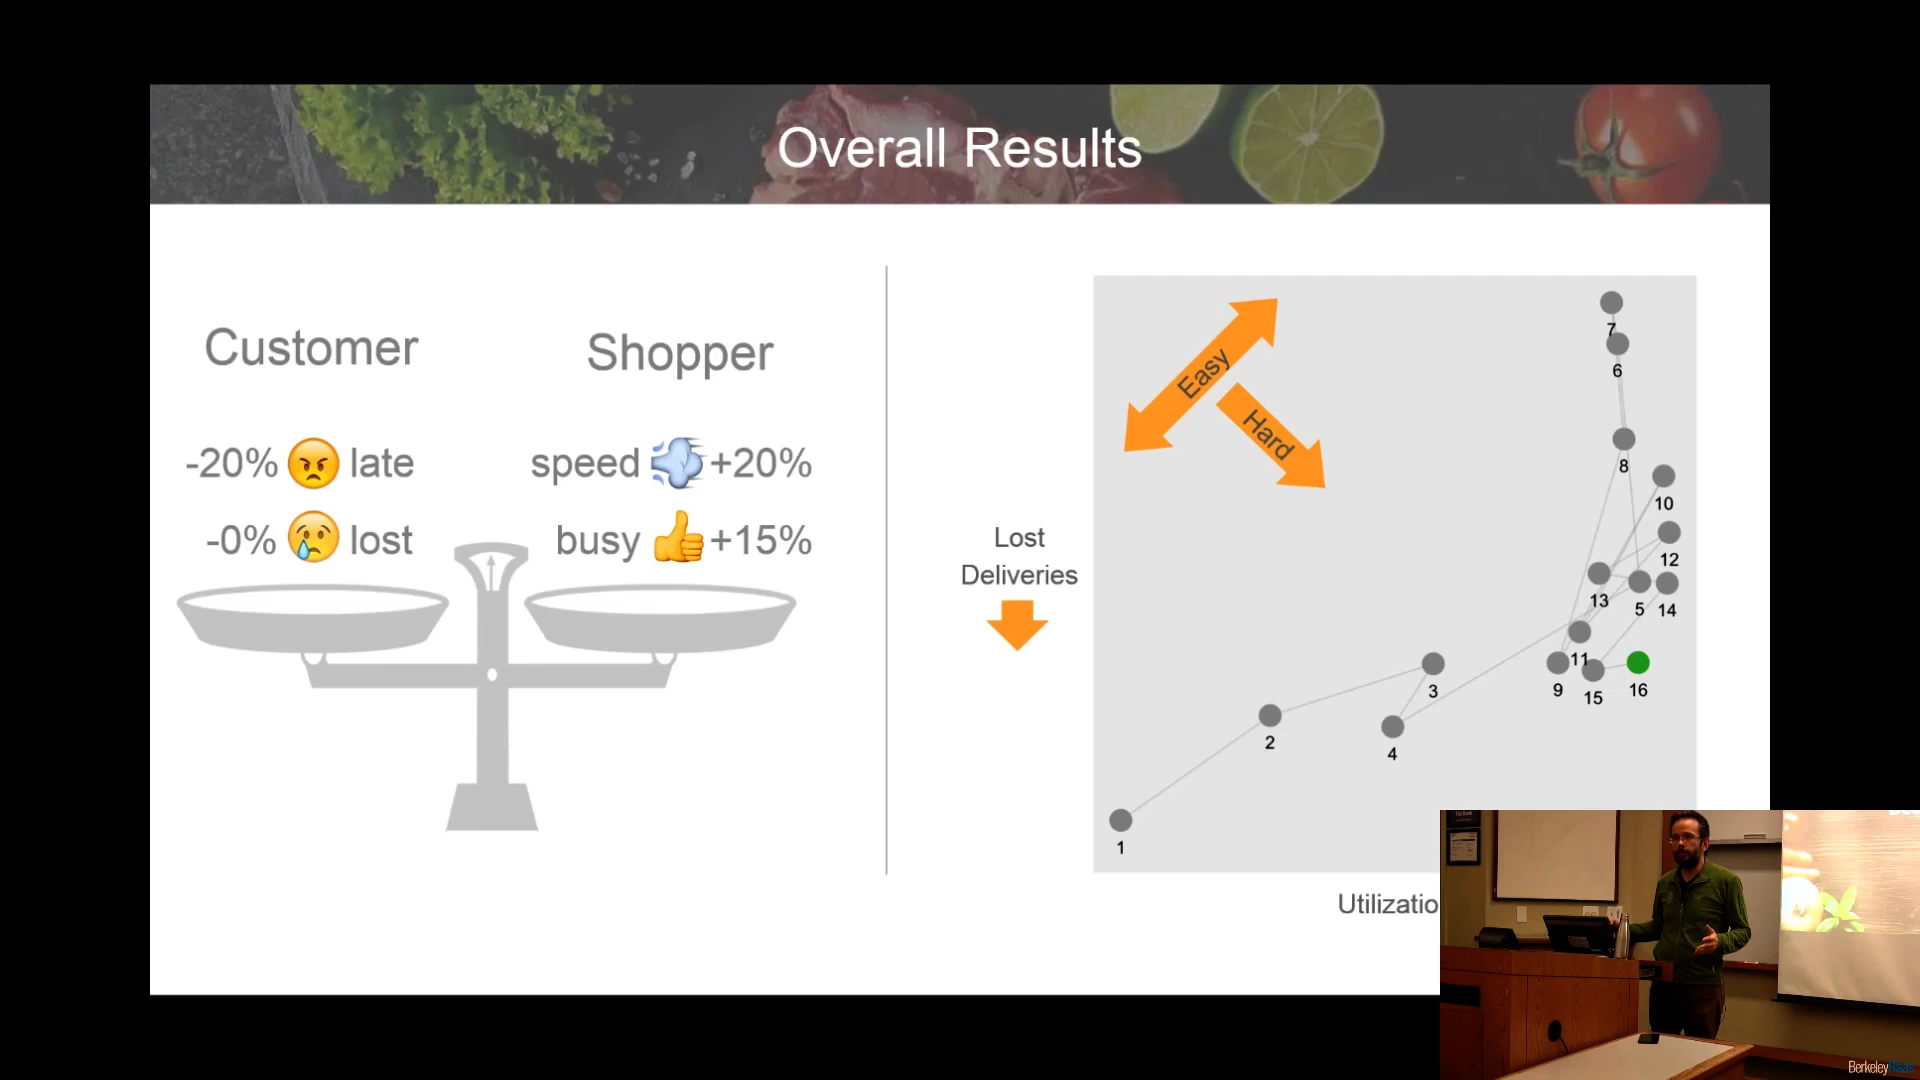 Overall Results
Customer
Shopper
-20% late
speed +20%
-0% lost
busy +15%
Lost
Deliveries
Easy
Hard
7
6
8
10
12
13
5
14
11
9
15
16
3
2
4
1
Utilizatio
BerkeleyHaas